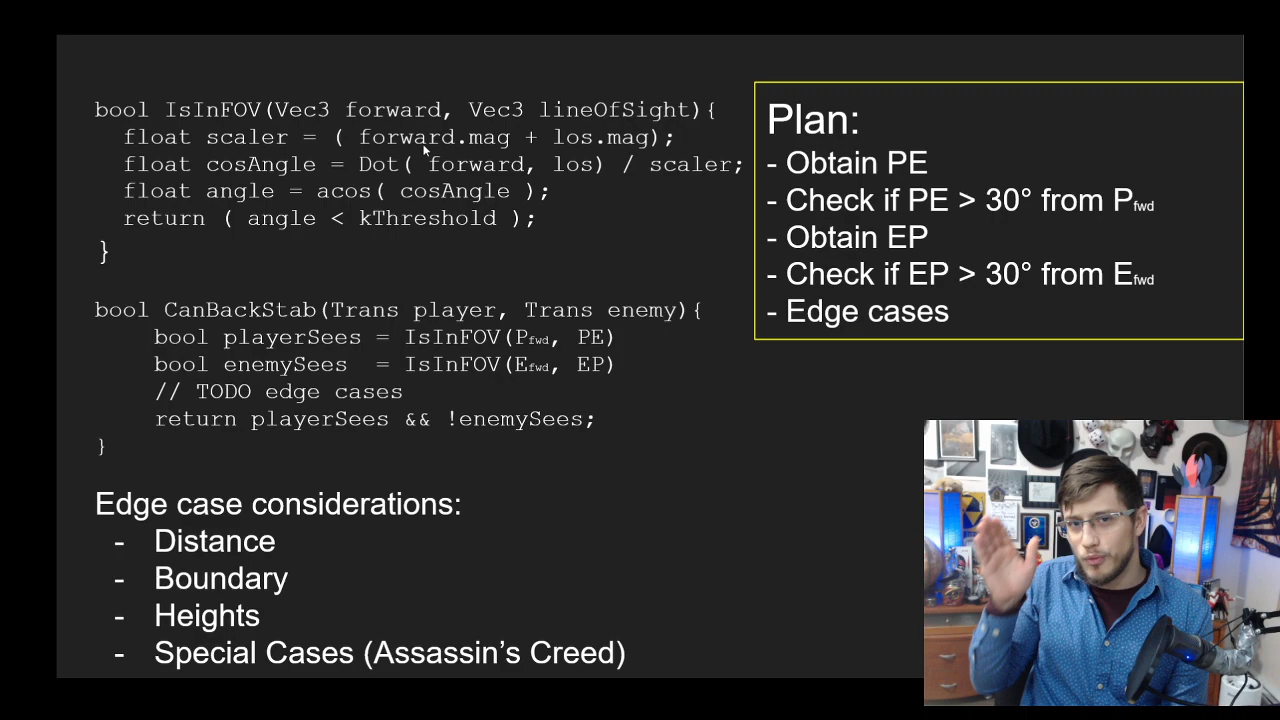 bool IsInFOV(Vec3 forward, Vec3 lineOfSight){
float scaler = ( forward.mag + los.mag);
float cosAngle = Dot( forward, los) / scaler;
float angle = acos( cosAngle );
return ( angle < kThreshold );
}
bool CanBackStab(Trans player, Trans enemy){
bool playerSees = IsInFOV(Pfwd, PE)
bool enemySees = IsInFOV(Efwd, EP)
// TODO edge cases
return playerSees && !enemySees;
}
Edge case considerations:
- Distance
- Boundary
- Heights
- Special Cases (Assassin's Creed)
Plan:
- Obtain PE
- Check if PE > 30° from Pfwd
- Obtain EP
- Check if EP > 30° from Efwd
- Edge cases